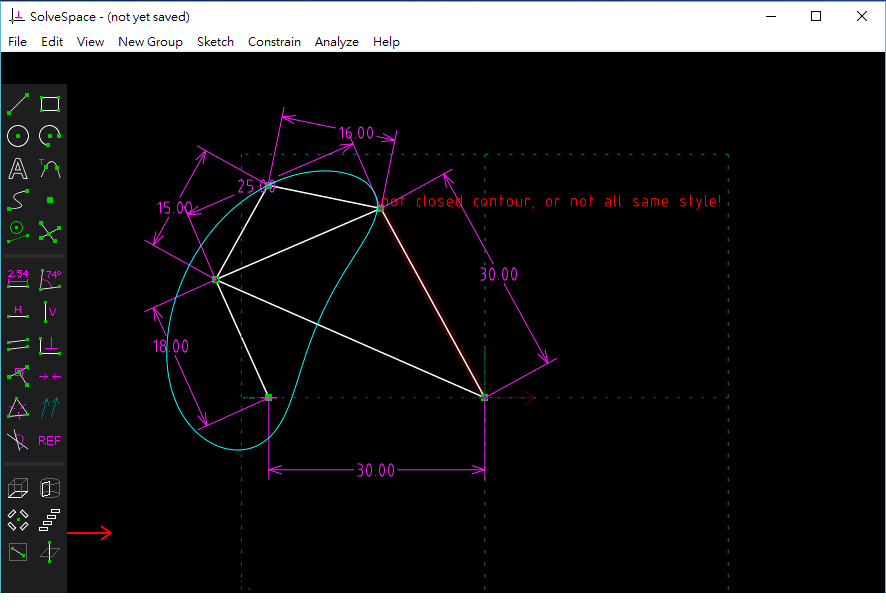 SolveSpace - (not yet saved)
File Edit View New Group Sketch Constrain Analyze Help
16.00
25.00
15.00
not closed contour, or not all same style!
30.00
18.00
30.00
A
T
2.54
74°
H
V
REF